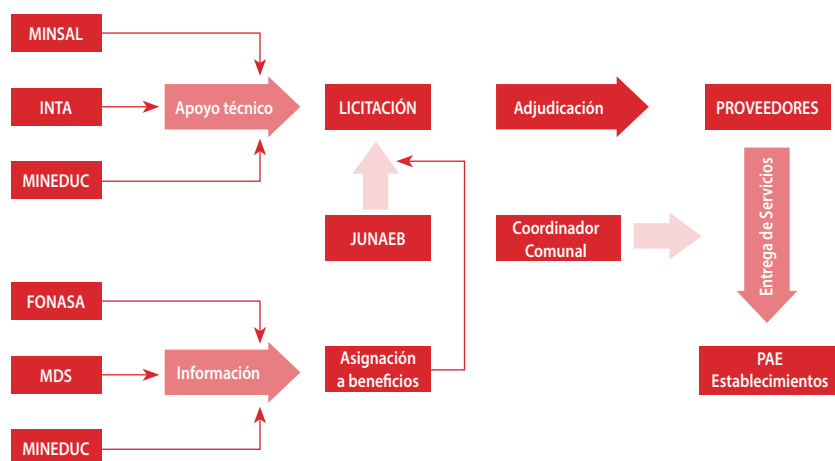 MINSAL
INTA
Apoyo técnico
LICITACIÓN
Adjudicación
PROVEEDORES
MINEDUC
JUNAEB
Coordinador
Comunal
Entrega de Servicios
FONASA
MDS
Información
Asignación
a beneficios
PAE
Establecimientos
MINEDUC